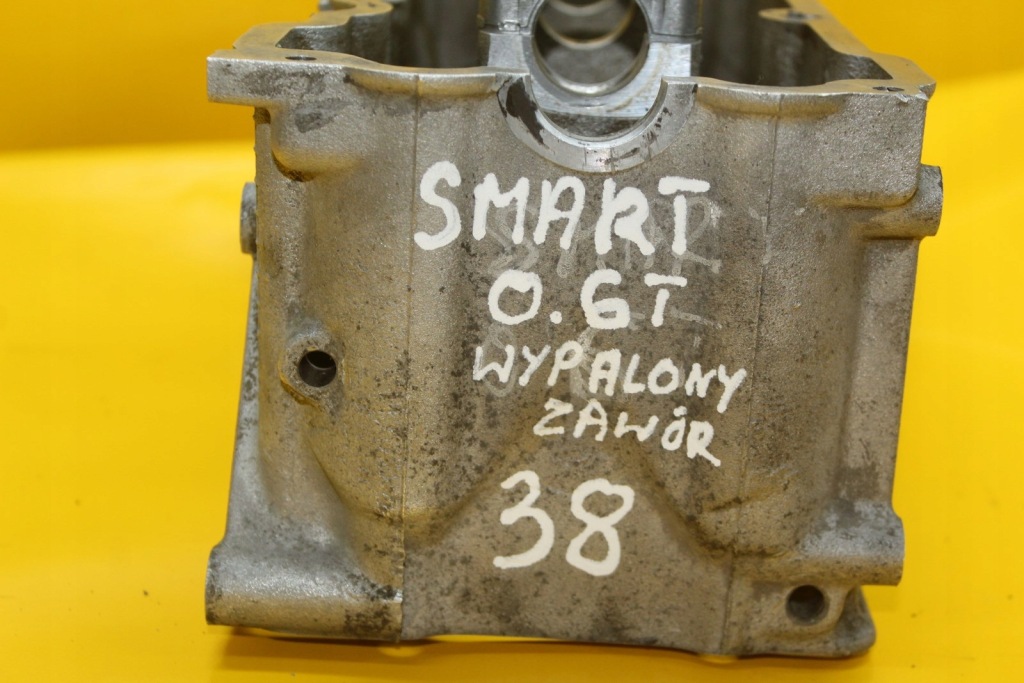 SMART
0.6T
WYPALONY
ZAWÓR
38